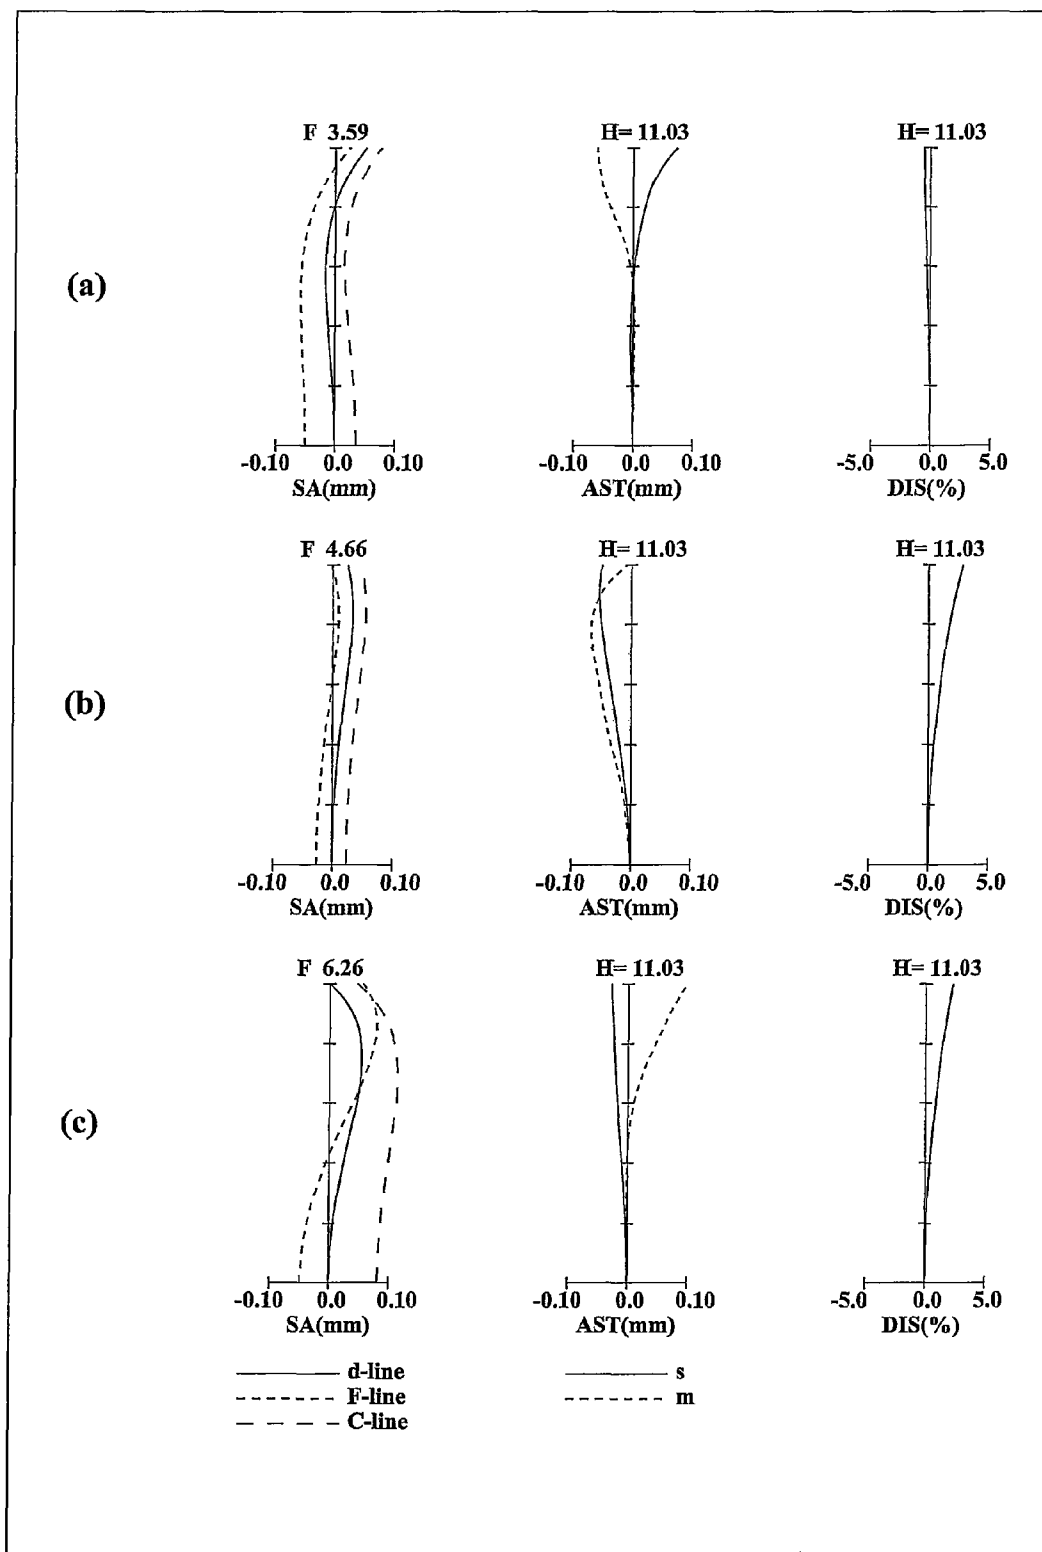 F 3.59 H= 11.03 H= 11.03
(a)
-0.10 0.0 0.10 -0.10 0.0 0.10 -5.0 0.0 5.0
SA(mm) AST(mm) DIS(%)
F 4.66 H= 11.03 H= 11.03
(b)
-0.10 0.0 0.10 -0.10 0.0 0.10 -5.0 0.0 5.0
SA(mm) AST(mm) DIS(%)
F 6.26 H= 11.03 H= 11.03
(c)
-0.10 0.0 0.10 -0.10 0.0 0.10 -5.0 0.0 5.0
SA(mm) AST(mm) DIS(%)
d-line s
F-line m
C-line